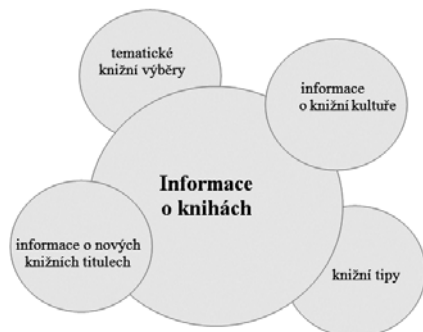 tematické
knižní výběry
informace
o knižní kultuře
Informace
o knihách
informace o nových
knižních titulech
knižní tipy